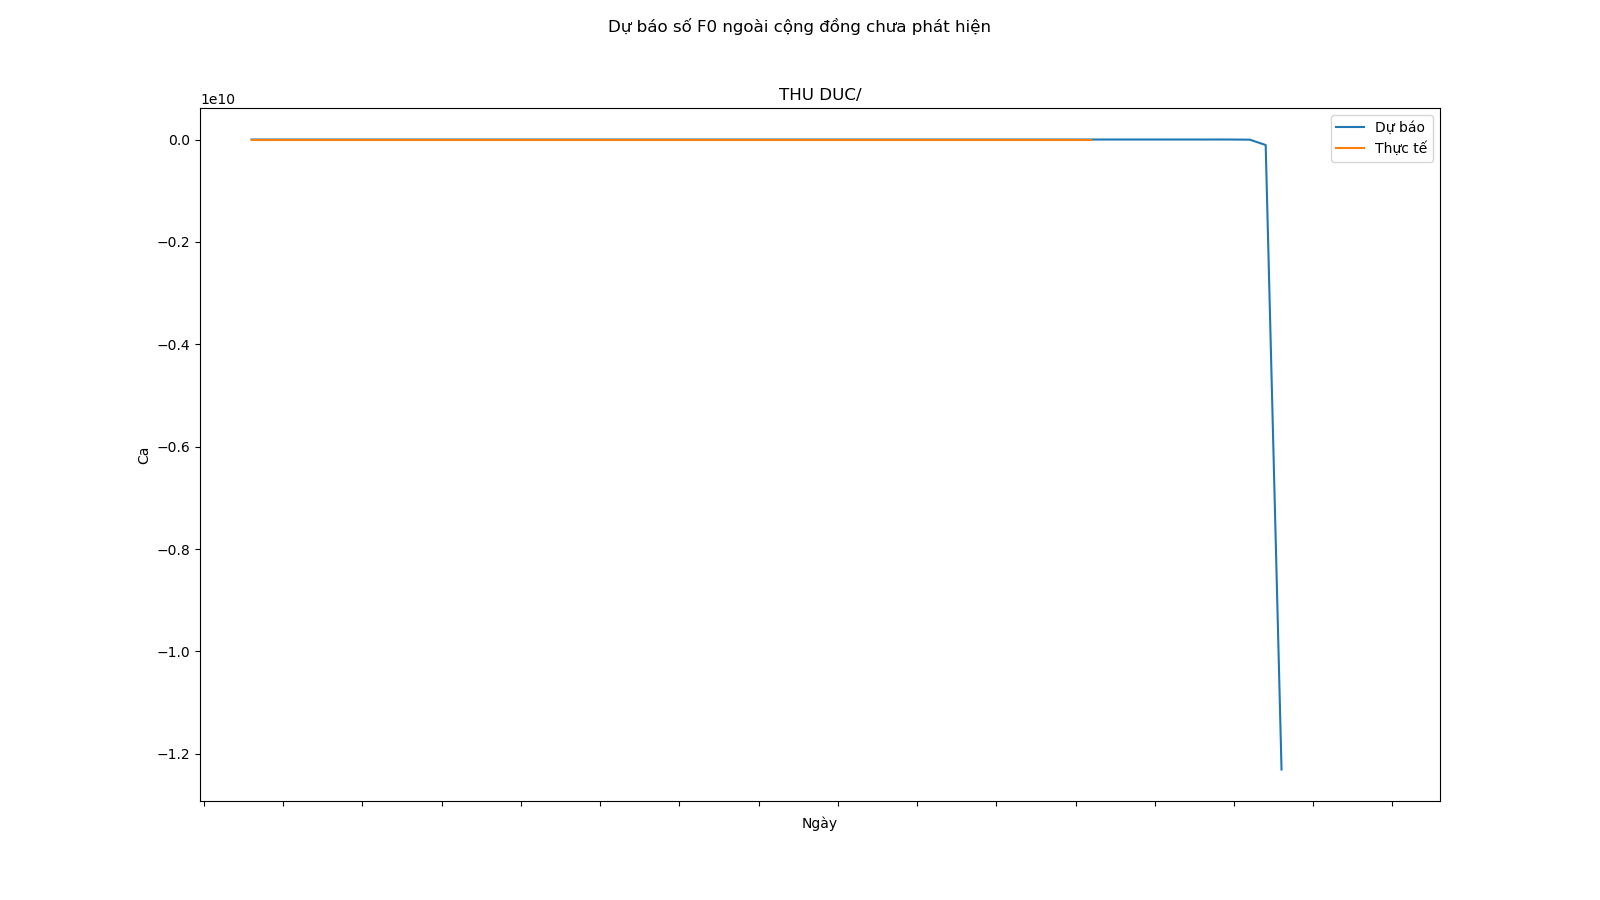 Dự báo số F0 ngoài cộng đồng chưa phát hiện
THU DUC/
1e10
Dự báo
Thực tế
0.0
−0.2
−0.4
−0.6
−0.8
−1.0
−1.2
Ca
Ngày